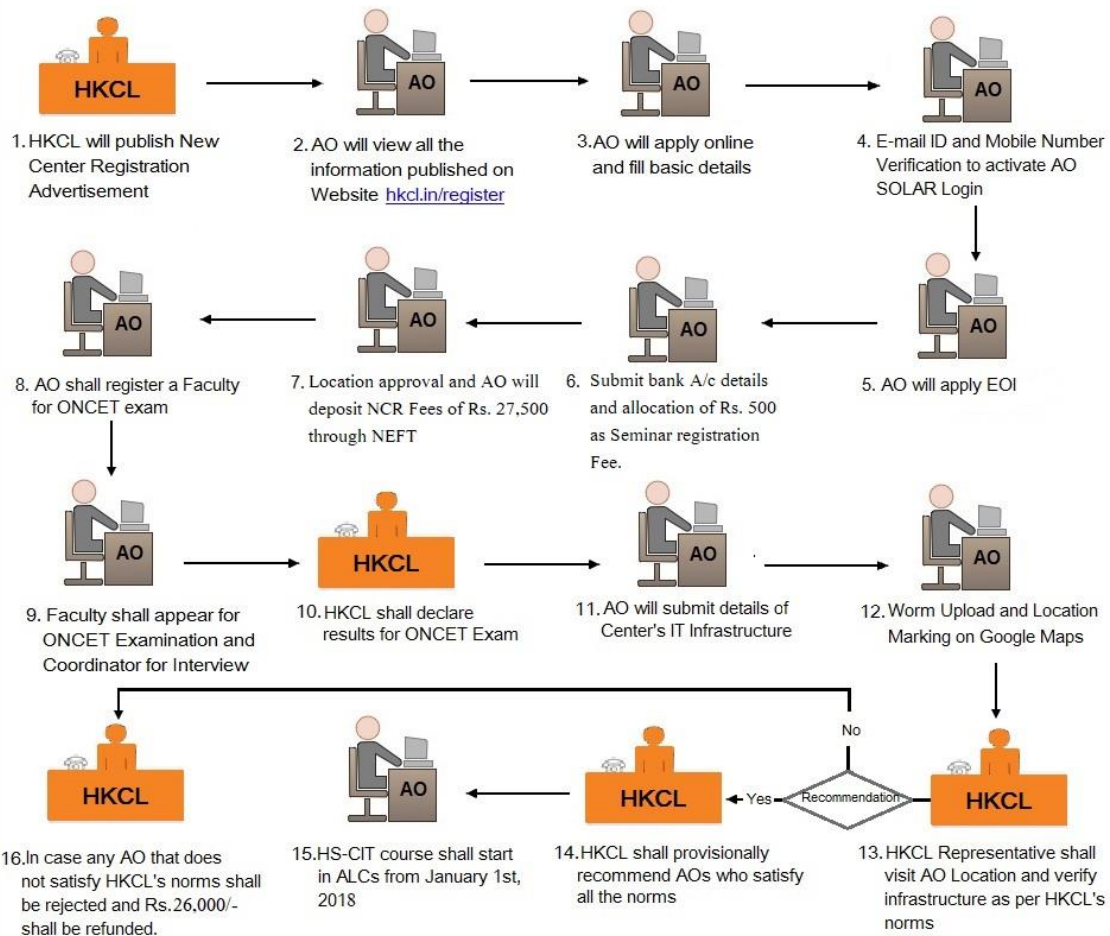 HKCL
1. HKCL will publish New
Center Registration
Advertisement
AO
2. AO will view all the
information published on
Website hkcl.in/register
AO
3. AO will apply online
and fill basic details
AO
4. E-mail ID and Mobile Number
Verification to activate AO
SOLAR Login
AO
5. AO will apply EOI
AO
6. Submit bank A/c details
and allocation of Rs. 500
as Seminar registration
Fee.
AO
7. Location approval and AO will
deposit NCR Fees of Rs. 27,500
through NEFT
AO
8. AO shall register a Faculty
for ONCET exam
AO
9. Faculty shall appear for
ONCET Examination and
Coordinator for Interview
HKCL
10. HKCL shall declare
results for ONCET Exam
AO
11. AO will submit details of
Center's IT Infrastructure
AO
12. Worm Upload and Location
Marking on Google Maps
HKCL
13. HKCL Representative shall
visit AO Location and verify
infrastructure as per HKCL's
norms
Recommendation
No
Yes
HKCL
14. HKCL shall provisionally
recommend AOs who satisfy
all the norms
AO
15. HS-CIT course shall start
in ALCs from January 1st,
2018
HKCL
16. In case any AO that does
not satisfy HKCL's norms shall
be rejected and Rs.26,000/-
shall be refunded.